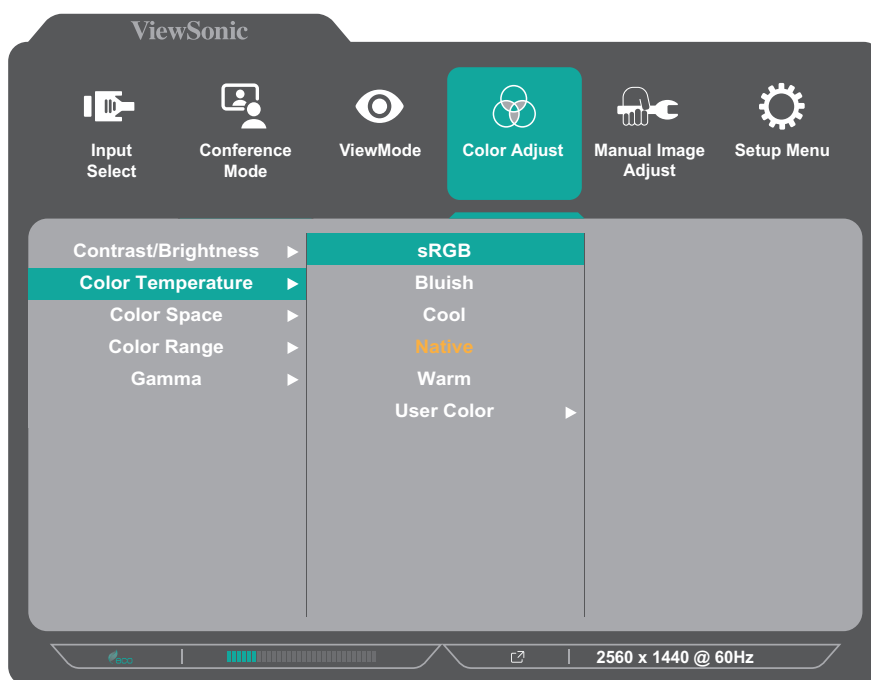 ViewSonic
Input
Select
Conference
Mode
ViewMode
Color Adjust
Manual Image
Adjust
Setup Menu
Contrast/Brightness
Color Temperature
Color Space
Color Range
Gamma
sRGB
Bluish
Cool
Native
Warm
User Color
eco
2560 x 1440 @ 60Hz